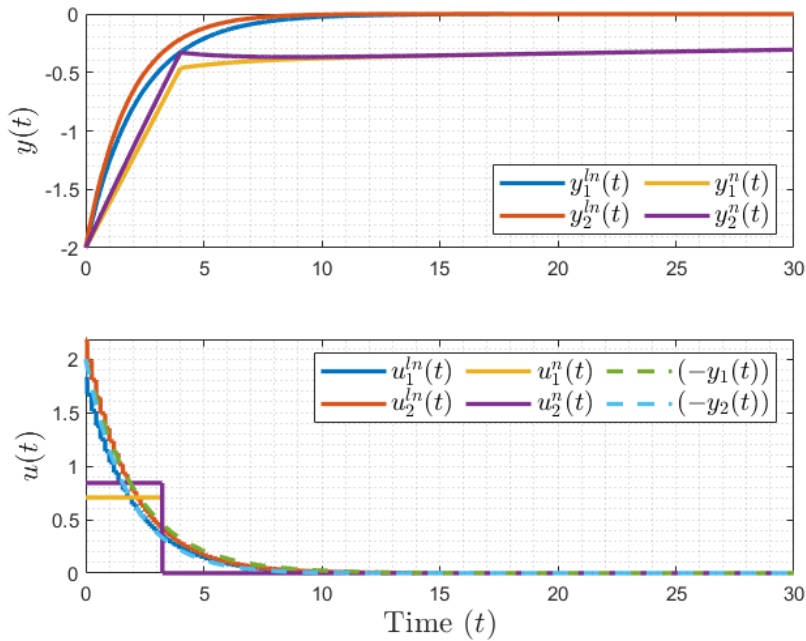 0
-0.5
-1
-1.5
-2
y(t)
y_1^{ln}(t) y_1^n(t)
y_2^{ln}(t) y_2^n(t)
0 5 10 15 20 25 30
2
1.5
1
0.5
0
u(t)
u_1^{ln}(t) u_1^n(t) (-y_1(t))
u_2^{ln}(t) u_2^n(t) (-y_2(t))
0 5 10 15 20 25 30
Time (t)